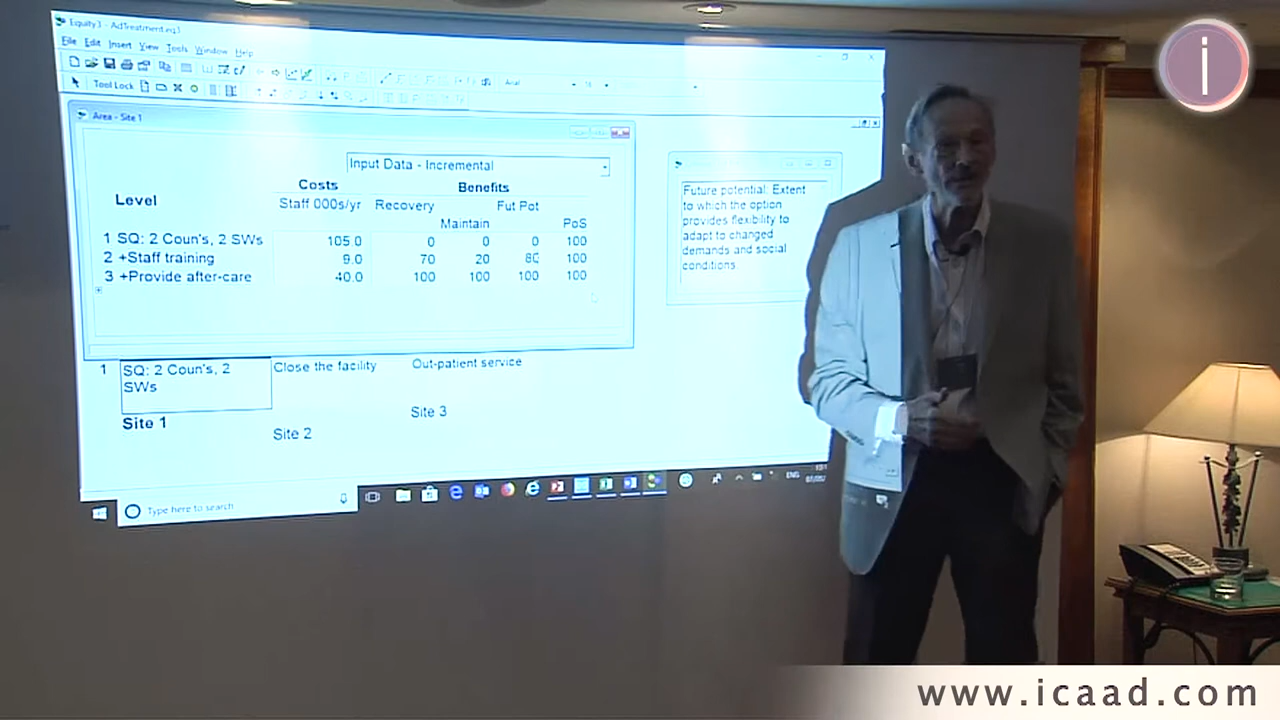 Equity3 - AdTreatment.eq3
File Edit Insert View Tools Window Help
Tool Lock
Area - Site 1
Input Data - Incremental
Costs Benefits
Level Staff 000s/yr Recovery Fut Pot
Maintain PoS
1 SQ: 2 Coun's, 2 SWs 105.0 0 0 0 100
2 +Staff training 9.0 70 20 80 100
3 +Provide after-care 40.0 100 100 100 100
Future potential: Extent
to which the option
provides flexibility to
adapt to changed
demands and social
conditions
1 SQ: 2 Coun's, 2 Close the facility Out-patient service
SWs
Site 1 Site 2 Site 3
Type here to search
ENG
i
www.icaad.com